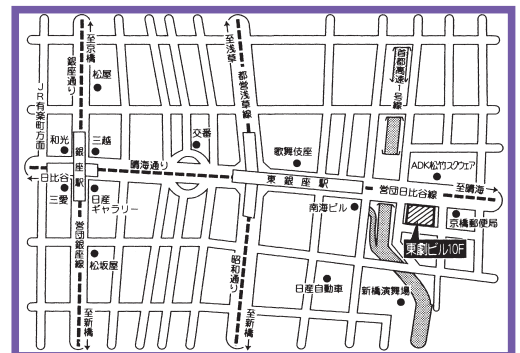 至京橋
銀座通り
松屋
JR有楽町方面
和光
三越
銀座駅
晴海通り
日比谷
三愛
日産
ギャラリー
営団銀座線
松坂屋
至新橋
交番
至浅草
都営浅草線
歌舞伎座
東銀座駅
南海ビル
昭和通り
至新橋
日産自動車
首都高速1号線
ADK松竹スクウェア
営団日比谷線
至晴海
京橋郵便局
東劇ビル10F
新橋演舞場